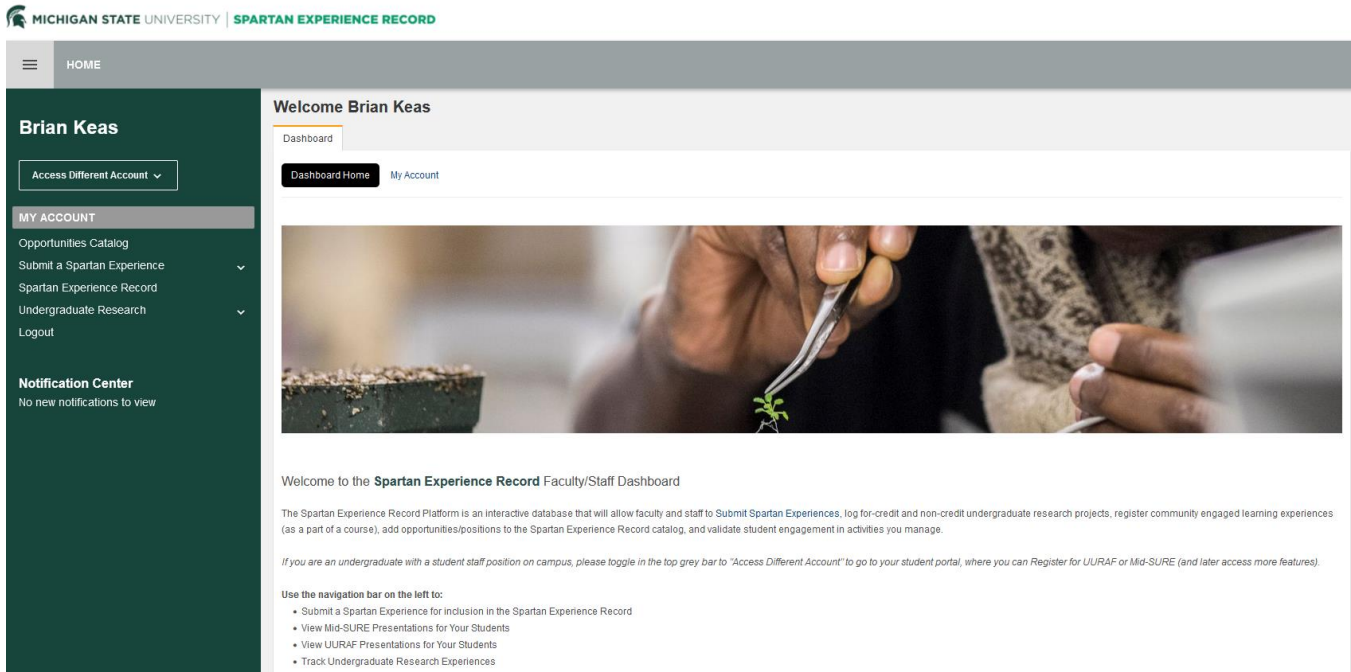 MICHIGAN STATE UNIVERSITY | SPARTAN EXPERIENCE RECORD
HOME
Brian Keas
Access Different Account
MY ACCOUNT
Opportunities Catalog
Submit a Spartan Experience
Spartan Experience Record
Undergraduate Research
Logout
Notification Center
No new notifications to view
Welcome Brian Keas
Dashboard
Dashboard Home My Account
Welcome to the Spartan Experience Record Faculty/Staff Dashboard
The Spartan Experience Record Platform is an interactive database that will allow faculty and staff to Submit Spartan Experiences, log for-credit and non-credit undergraduate research projects, register community engaged learning experiences
(as a part of a course), add opportunities/positions to the Spartan Experience Record catalog, and validate student engagement in activities you manage.
If you are an undergraduate with a student staff position on campus, please toggle in the top grey bar to "Access Different Account" to go to your student portal, where you can Register for UURAF or Mid-SURE (and later access more features).
Use the navigation bar on the left to:
• Submit a Spartan Experience for inclusion in the Spartan Experience Record
• View Mid-SURE Presentations for Your Students
• View UURAF Presentations for Your Students
• Track Undergraduate Research Experiences